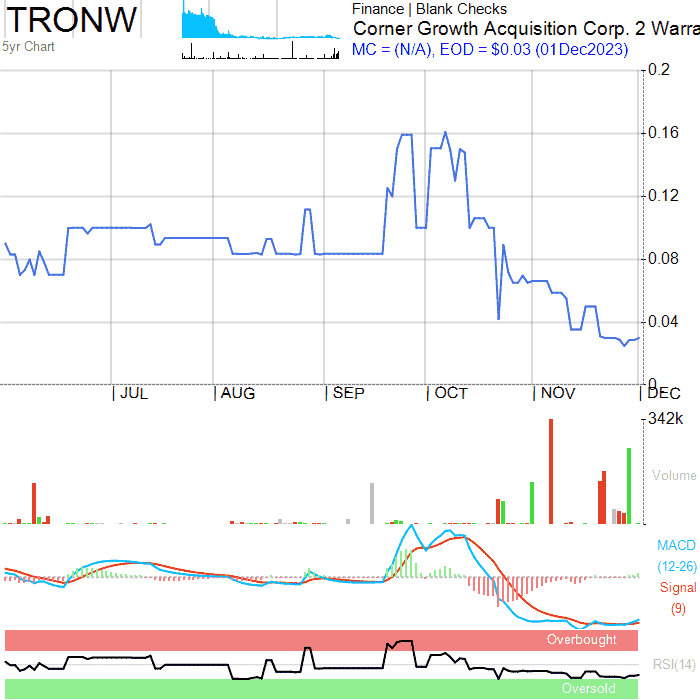 TRONW
5yr Chart
Finance | Blank Checks
Corner Growth Acquisition Corp. 2 Warra
MC = (N/A), EOD = $0.03 (01Dec2023)
0.2
0.16
0.12
0.08
0.04
0
| JUL | AUG | SEP | OCT | NOV | DEC
342k
Volume
MACD
(12-26)
Signal
(9)
Overbought
RSI(14)
Oversold